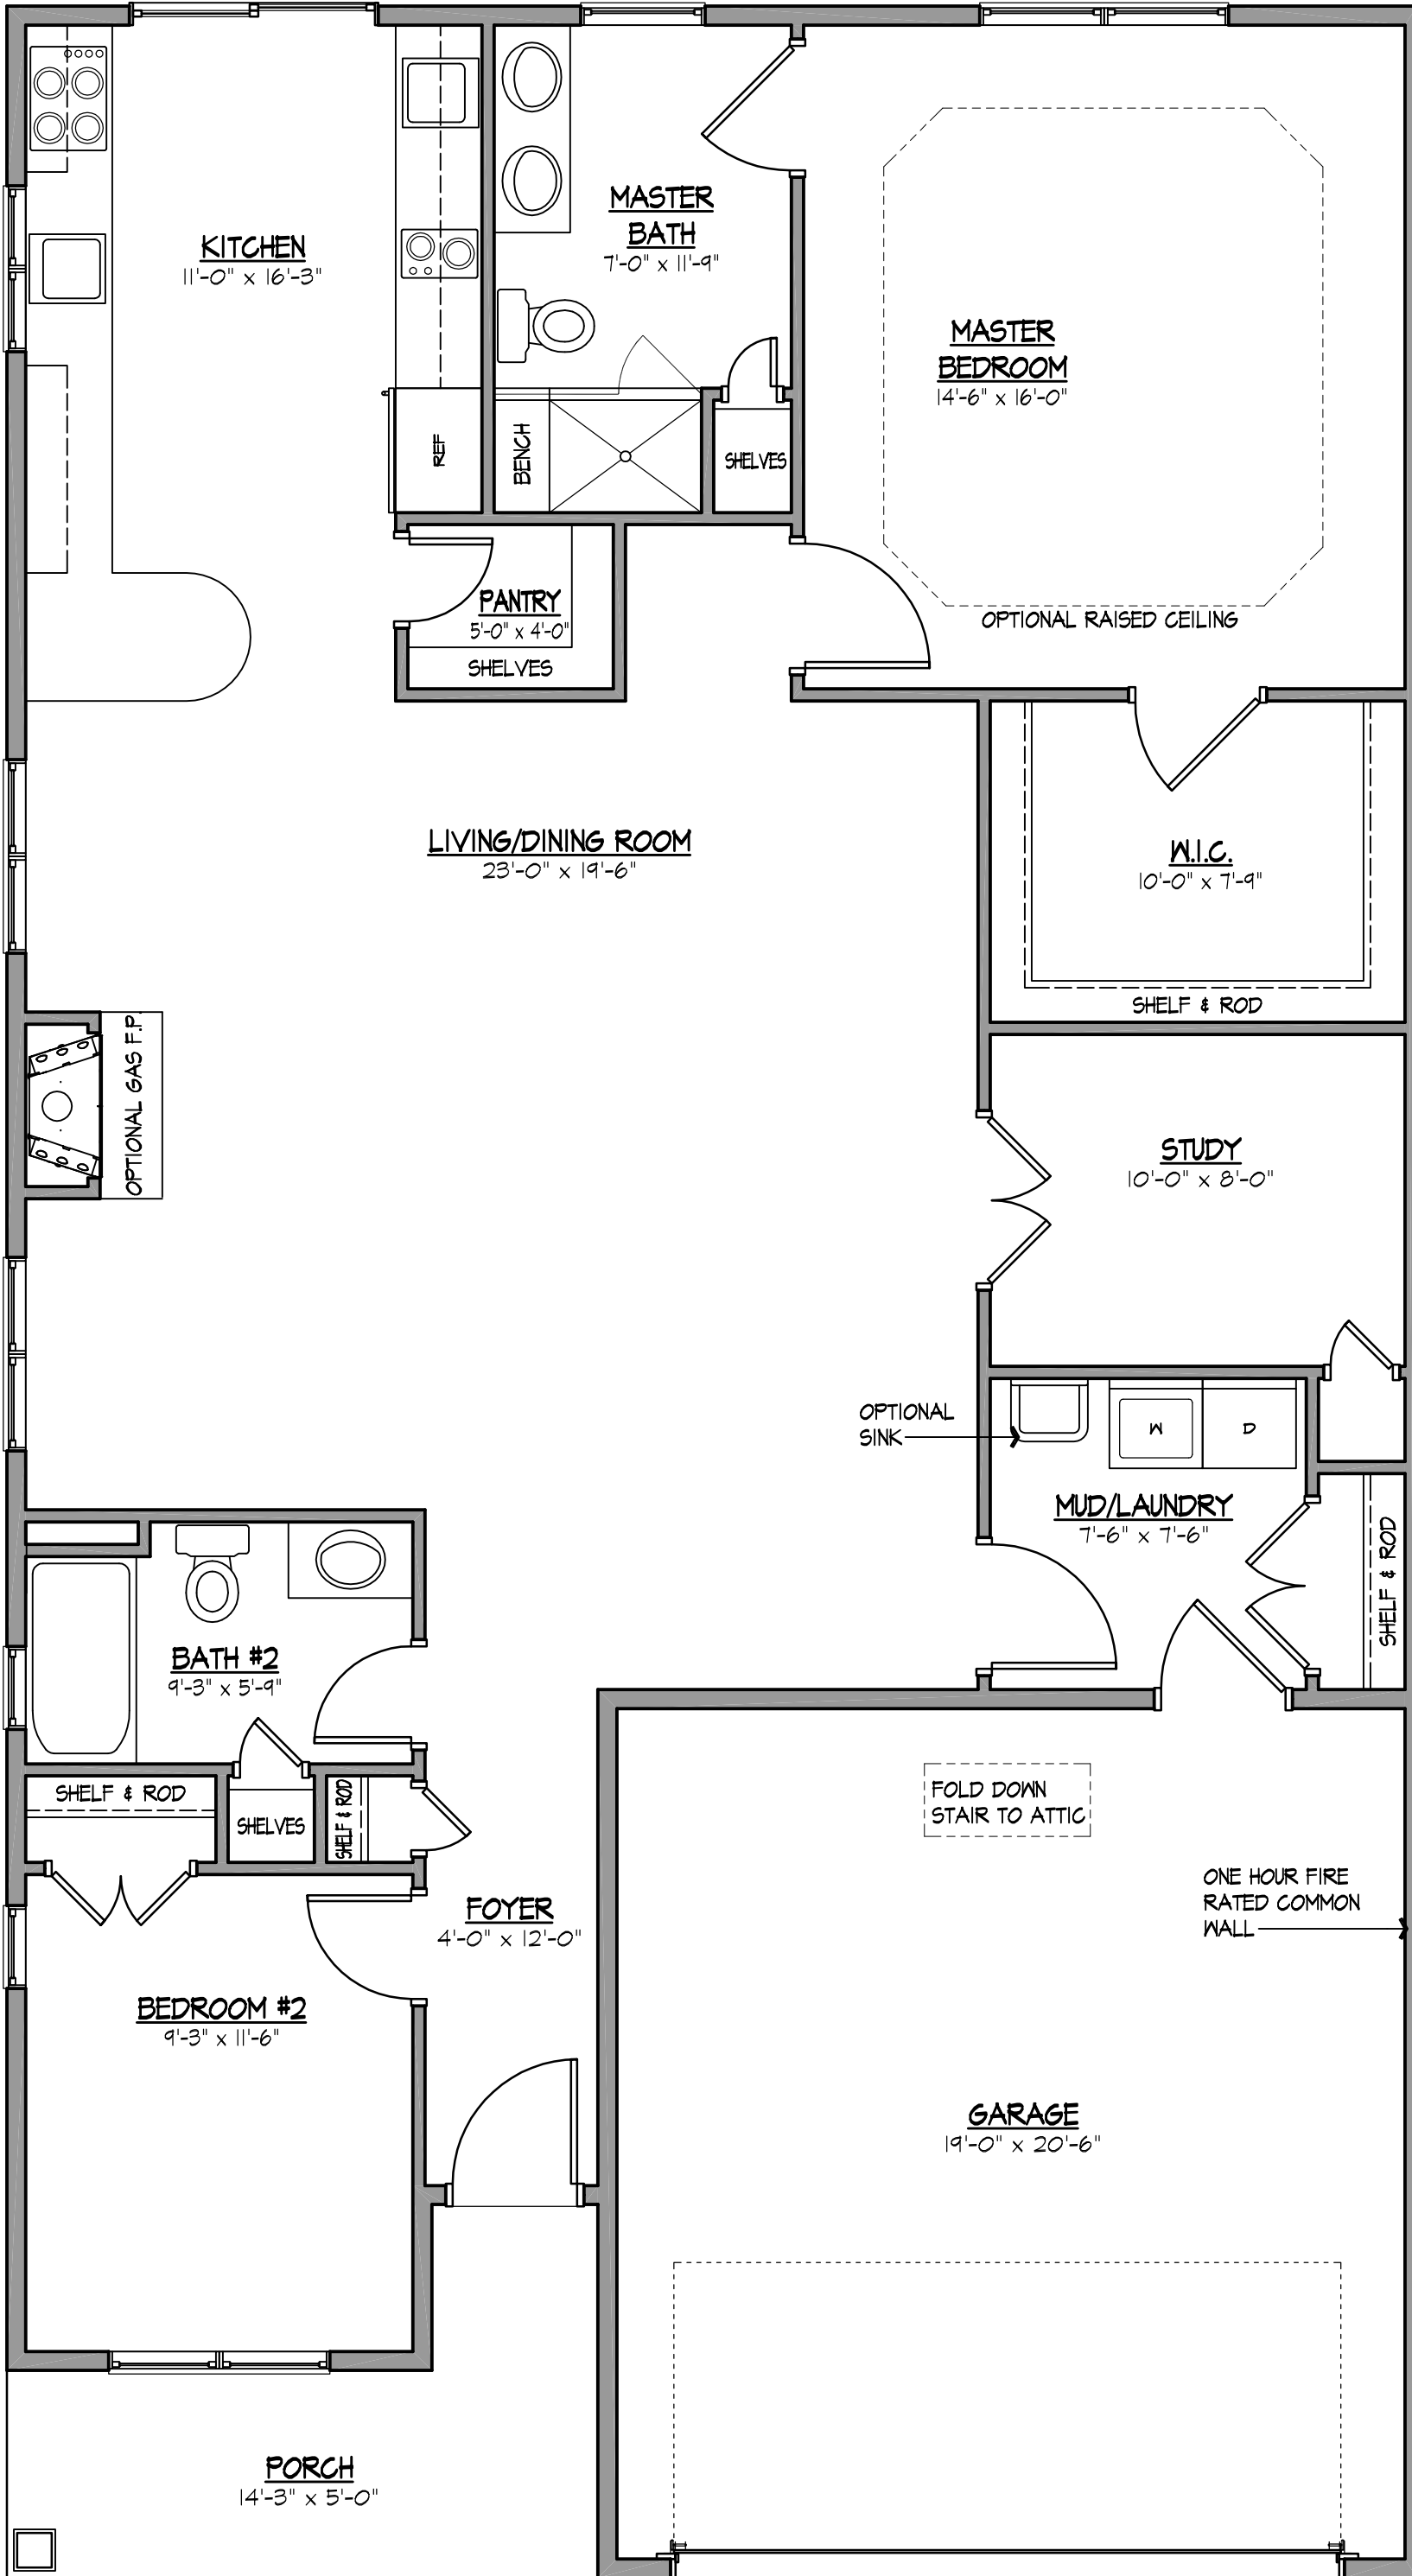 KITCHEN
11'-0" x 16'-3"
MASTER
BATH
7'-0" x 11'-9"
MASTER
BEDROOM
14'-6" x 16'-0"
REF
BENCH
SHELVES
PANTRY
5'-0" x 4'-0"
SHELVES
OPTIONAL RAISED CEILING
LIVING/DINING ROOM
23'-0" x 19'-6"
W.I.C.
10'-0" x 7'-9"
SHELF & ROD
OPTIONAL GAS F.P.
STUDY
10'-0" x 8'-0"
OPTIONAL
SINK
W
D
MUD/LAUNDRY
7'-6" x 7'-6"
SHELF & ROD
BATH #2
9'-3" x 5'-9"
SHELF & ROD
SHELVES
SHELF & ROD
FOLD DOWN
STAIR TO ATTIC
ONE HOUR FIRE
RATED COMMON
WALL
FOYER
4'-0" x 12'-0"
BEDROOM #2
9'-3" x 11'-6"
GARAGE
19'-0" x 20'-6"
PORCH
14'-3" x 5'-0"